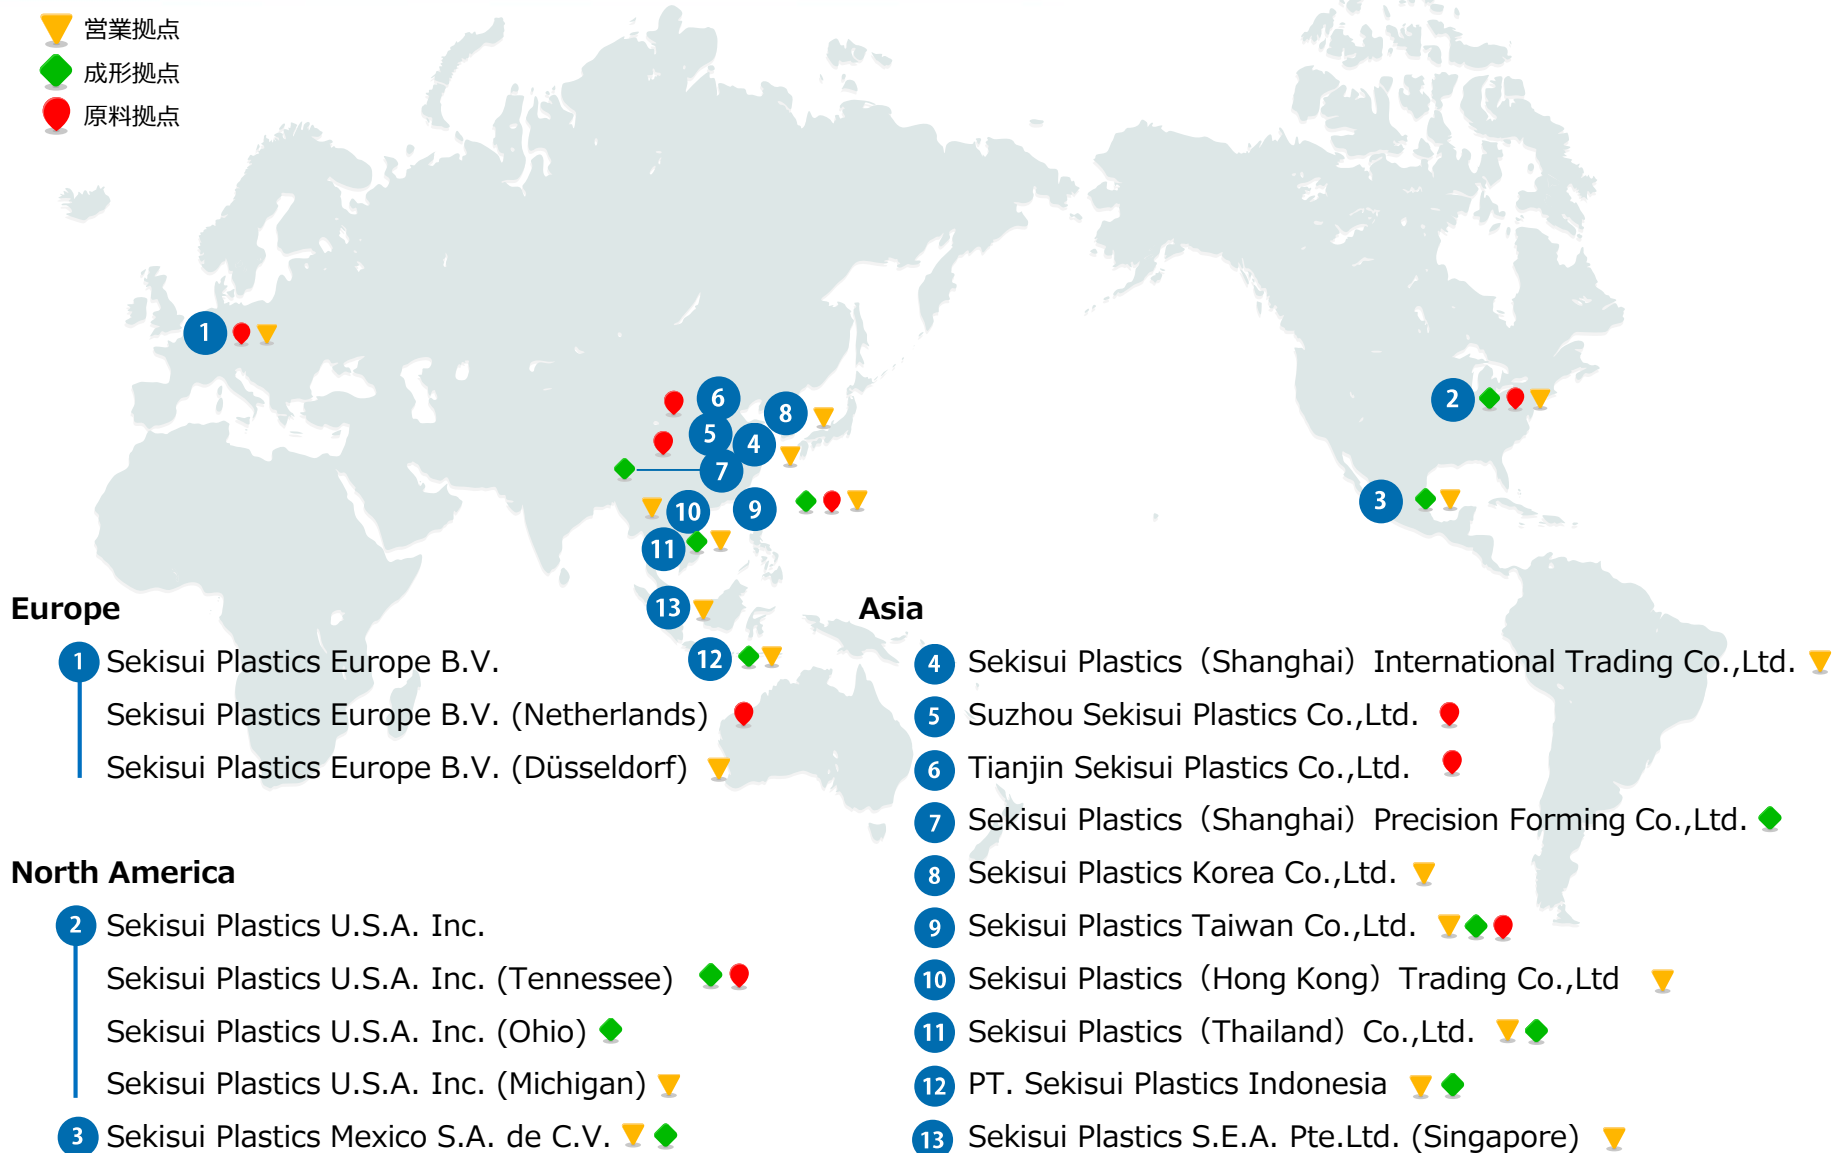 営業拠点
成形拠点
原料拠点
1
2
3
4
5
6
7
8
9
10
11
12
13
Europe
1 Sekisui Plastics Europe B.V.
Sekisui Plastics Europe B.V. (Netherlands)
Sekisui Plastics Europe B.V. (Düsseldorf)
North America
2 Sekisui Plastics U.S.A. Inc.
Sekisui Plastics U.S.A. Inc. (Tennessee)
Sekisui Plastics U.S.A. Inc. (Ohio)
Sekisui Plastics U.S.A. Inc. (Michigan)
3 Sekisui Plastics Mexico S.A. de C.V.
Asia
4 Sekisui Plastics（Shanghai）International Trading Co.,Ltd.
5 Suzhou Sekisui Plastics Co.,Ltd.
6 Tianjin Sekisui Plastics Co.,Ltd.
7 Sekisui Plastics（Shanghai）Precision Forming Co.,Ltd.
8 Sekisui Plastics Korea Co.,Ltd.
9 Sekisui Plastics Taiwan Co.,Ltd.
10 Sekisui Plastics（Hong Kong）Trading Co.,Ltd
11 Sekisui Plastics（Thailand）Co.,Ltd.
12 PT. Sekisui Plastics Indonesia
13 Sekisui Plastics S.E.A. Pte.Ltd. (Singapore)